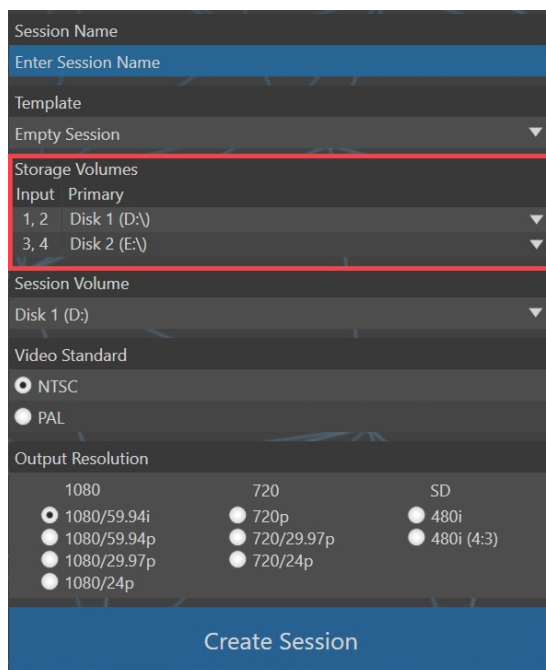 Session Name
Enter Session Name
Template
Empty Session
Storage Volumes
Input Primary
1, 2 Disk 1 (D:\)
3, 4 Disk 2 (E:\)
Session Volume
Disk 1 (D:)
Video Standard
NTSC
PAL
Output Resolution
1080 720 SD
1080/59.94i 720p 480i
1080/59.94p 720/29.97p 480i (4:3)
1080/29.97p 720/24p
1080/24p
Create Session